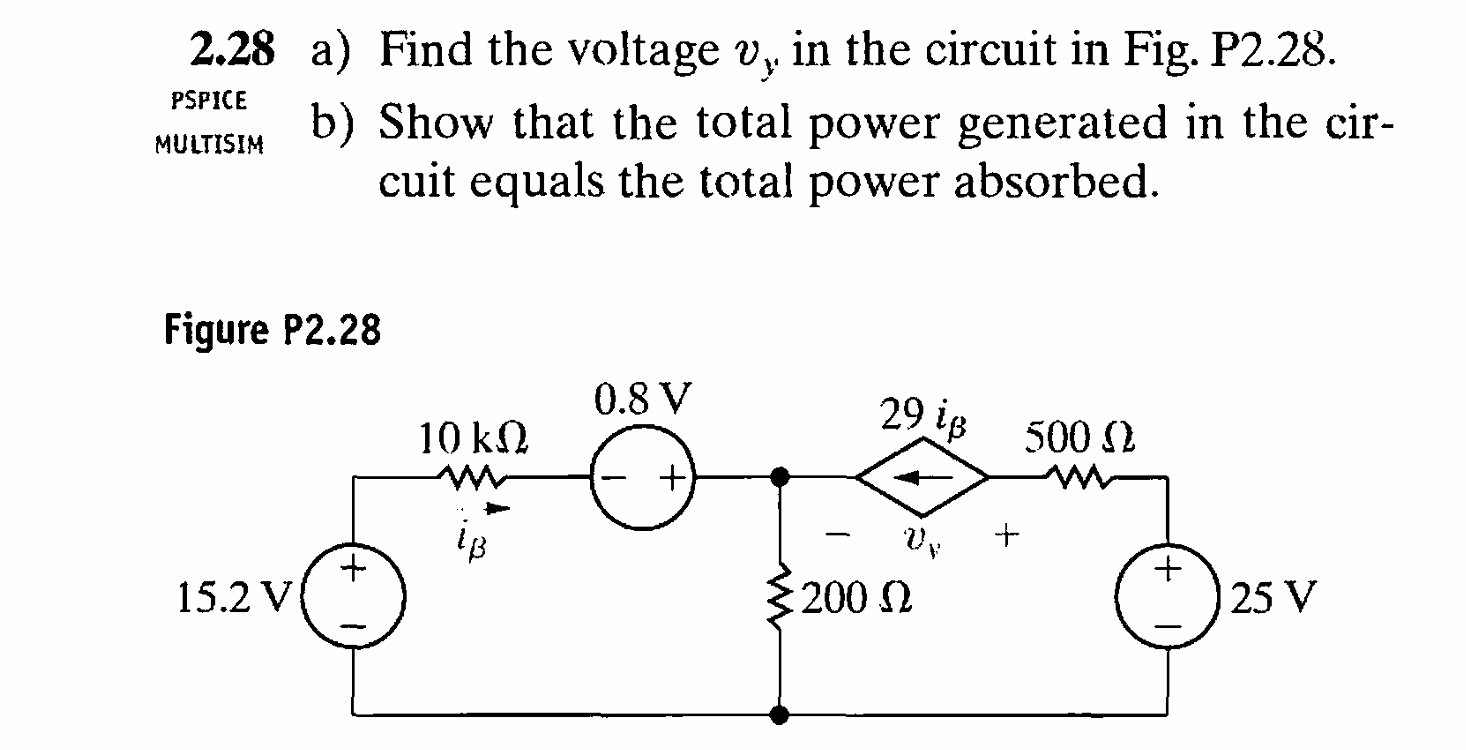 2.28 a) Find the voltage v_y in the circuit in Fig. P2.28.
PSPICE
MULTISIM
b) Show that the total power generated in the cir-
cuit equals the total power absorbed.
Figure P2.28
0.8 V
10 kΩ
29 i_β
500 Ω
− +
i_β
− v_y +
15.2 V + −
200 Ω
+ − 25 V